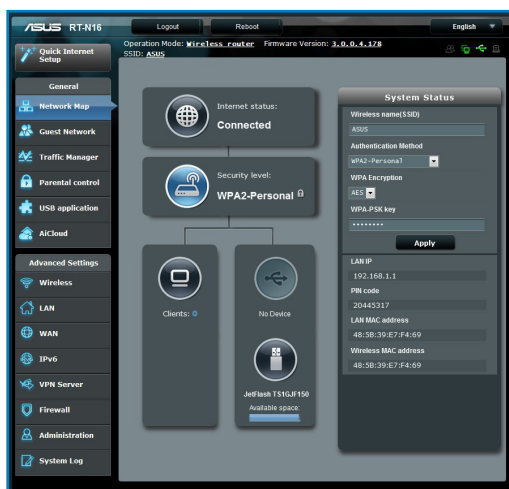 ASUS RT-N16
Logout
Reboot
English
Quick Internet
Setup
Operation Mode: Wireless router Firmware Version: 3.0.0.4.178
SSID: ASUS
General
Network Map
Guest Network
Traffic Manager
Parental control
USB application
AiCloud
Advanced Settings
Wireless
LAN
WAN
IPv6
VPN Server
Firewall
Administration
System Log
Internet status:
Connected
Security level:
WPA2-Personal
Clients: 0
No Device
JetFlash TS1GJF150
Available space:
System Status
Wireless name(SSID)
ASUS
Authentication Method
WPA2-Personal
WPA Encryption
AES
WPA-PSK key
••••••••
Apply
LAN IP
192.168.1.1
PIN code
20445317
LAN MAC address
48:5B:39:E7:F4:69
Wireless MAC address
48:5B:39:E7:F4:69